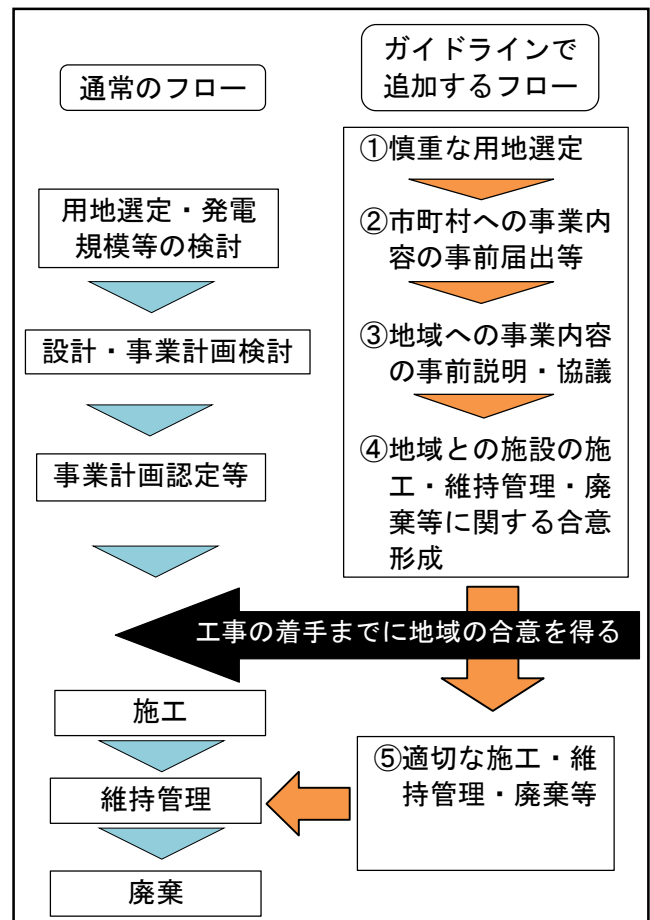 通常のフロー
用地選定・発電
規模等の検討
設計・事業計画検討
事業計画認定等
ガイドラインで
追加するフロー
①慎重な用地選定
②市町村への事業内
容の事前届出等
③地域への事業内容
の事前説明・協議
④地域との施設の施
工・維持管理・廃
棄等に関する合意
形成
工事の着手までに地域の合意を得る
施工
維持管理
廃棄
⑤適切な施工・維
持管理・廃棄等